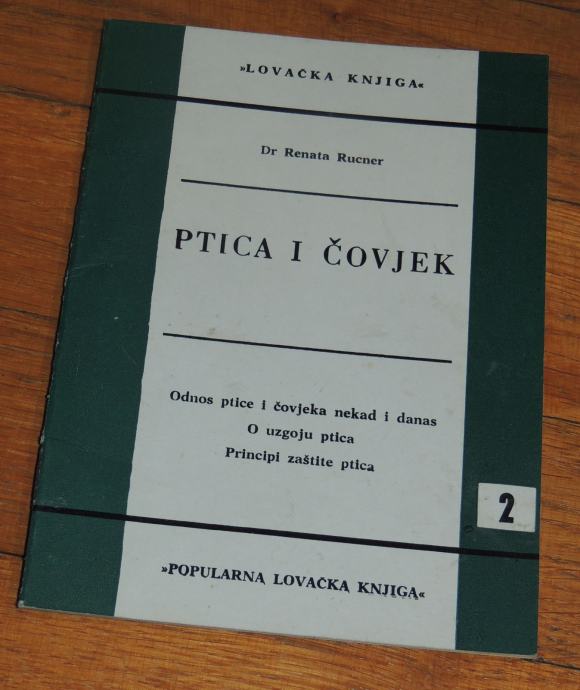 »LOVAČKA KNJIGA«
Dr Renata Rucner
PTICA I ČOVJEK
Odnos ptice i čovjeka nekad i danas
O uzgoju ptica
Principi zaštite ptica
2
»POPULARNA LOVAČKA KNJIGA«